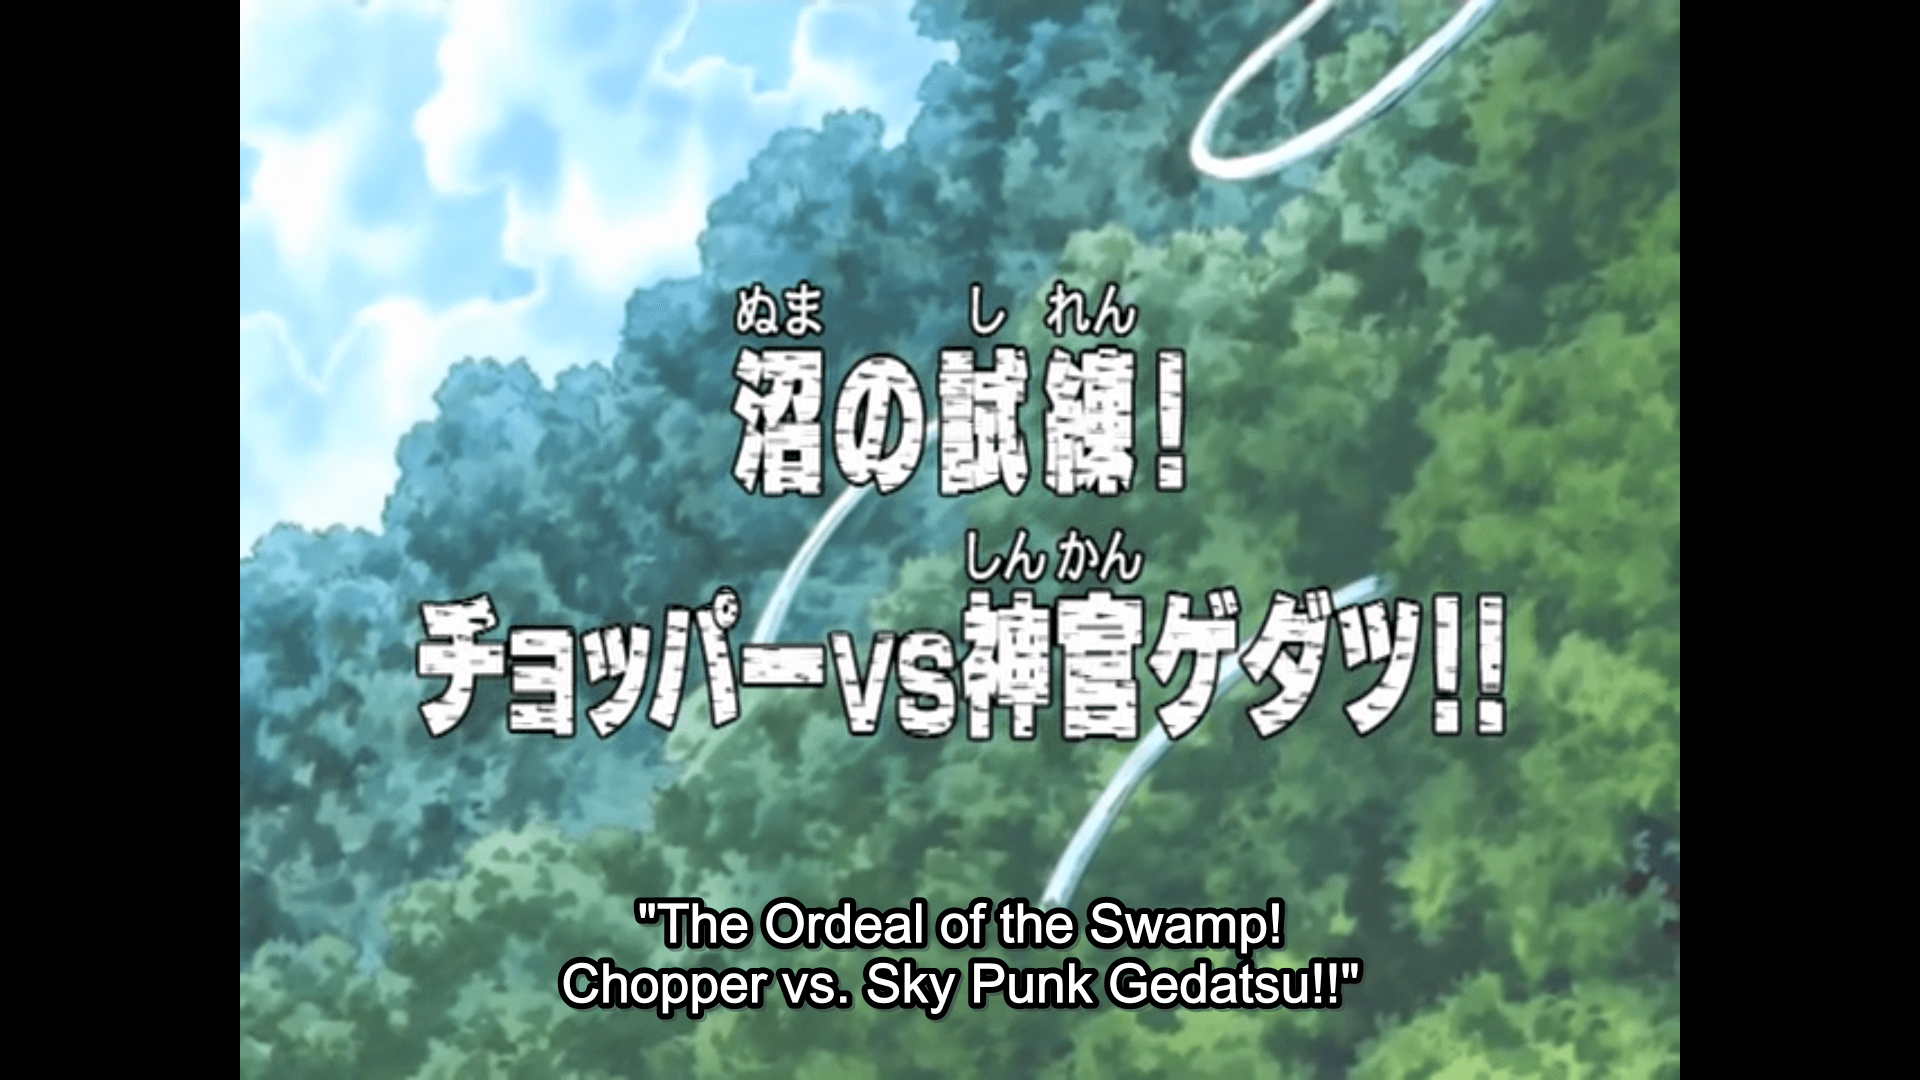 ぬま しれん
沼の試練!
しんかん
チョッパーvs神官ゲダツ!!
"The Ordeal of the Swamp!
Chopper vs. Sky Punk Gedatsu!!"